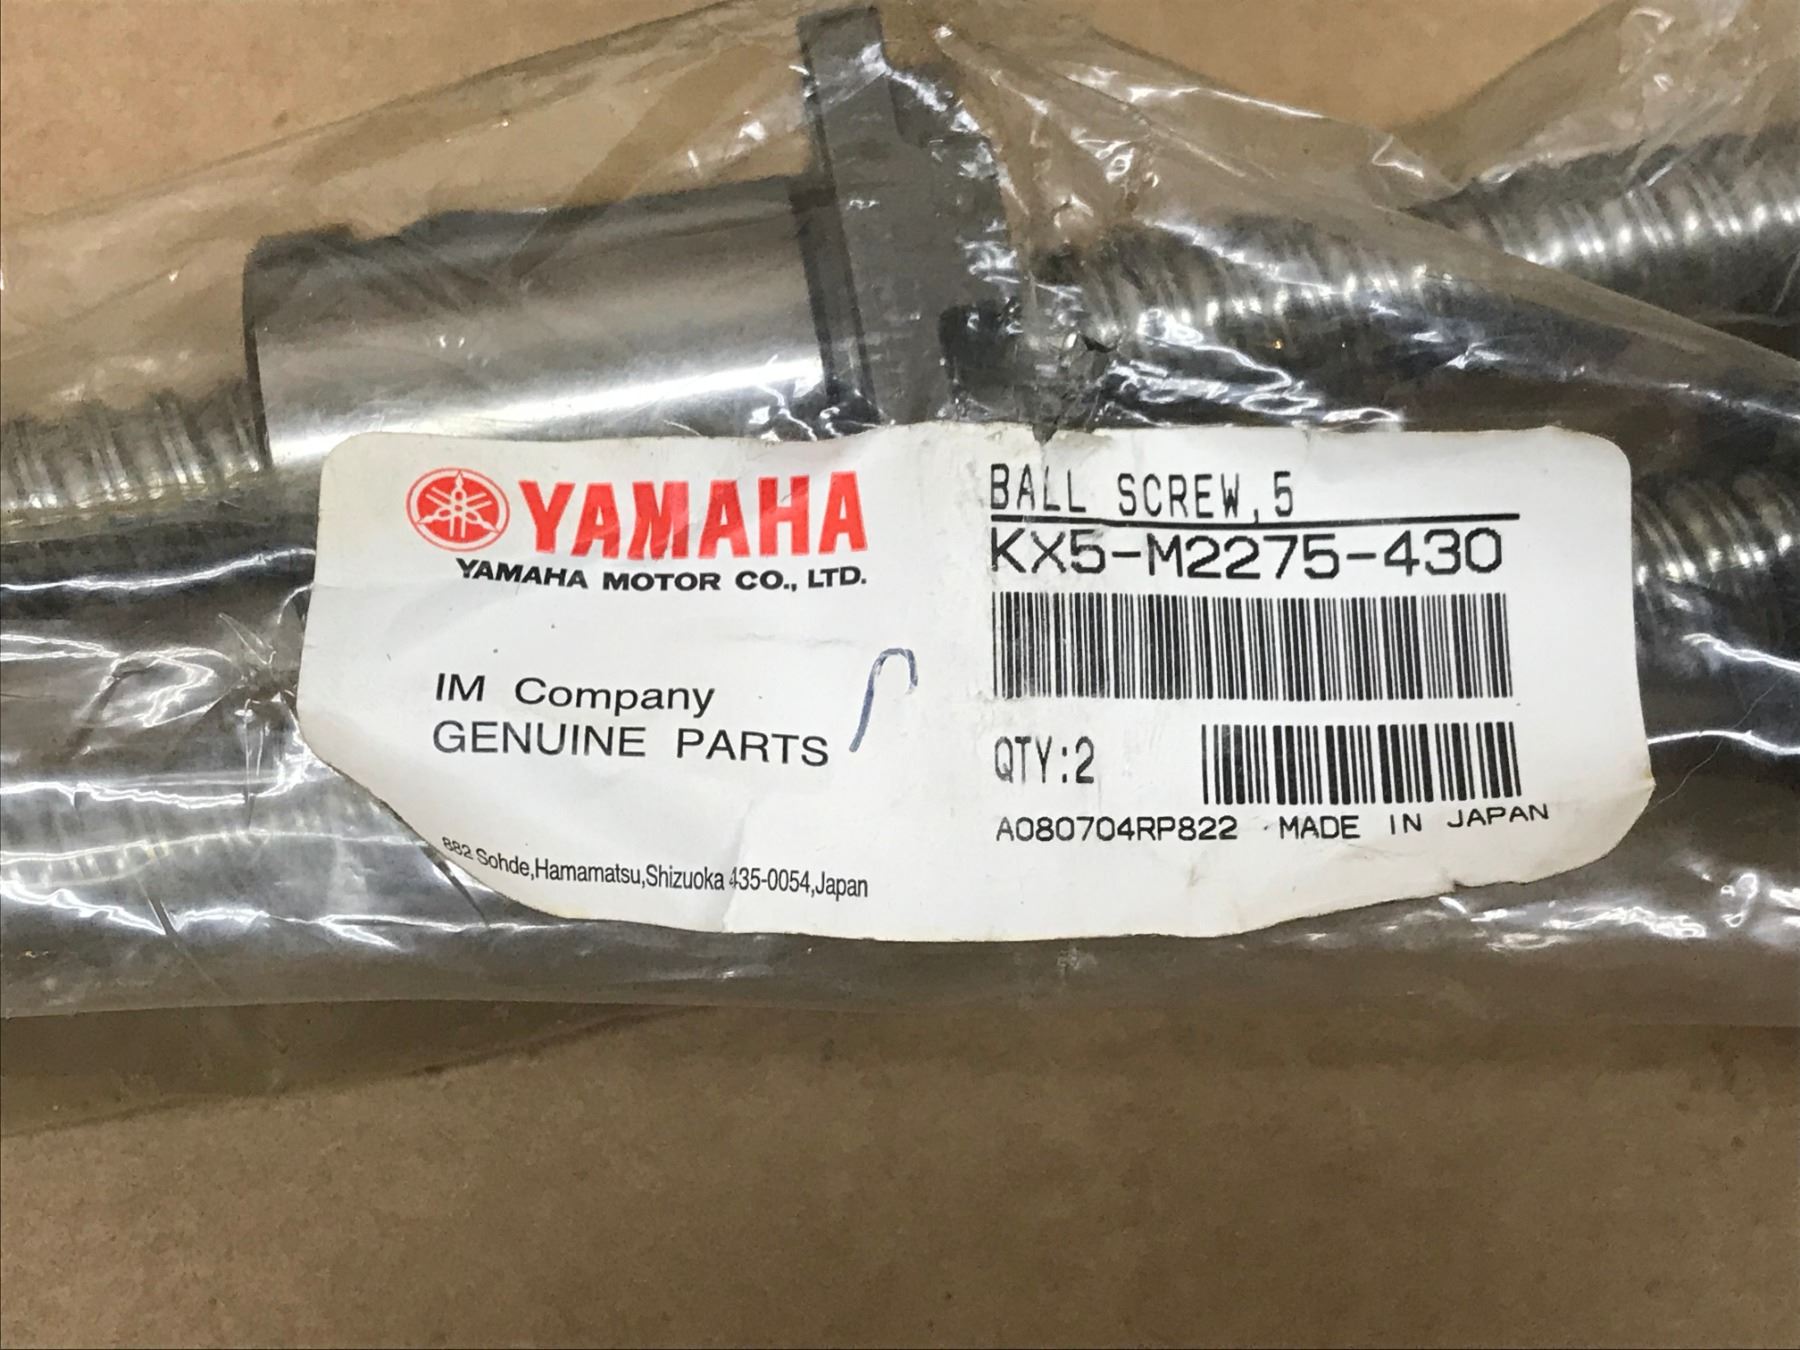 YAMAHA
YAMAHA MOTOR CO., LTD.
IM Company
GENUINE PARTS
882 Sohde,Hamamatsu,Shizuoka 435-0054,Japan
BALL SCREW,5
KX5-M2275-430
QTY:2
A080704RP822 MADE IN JAPAN